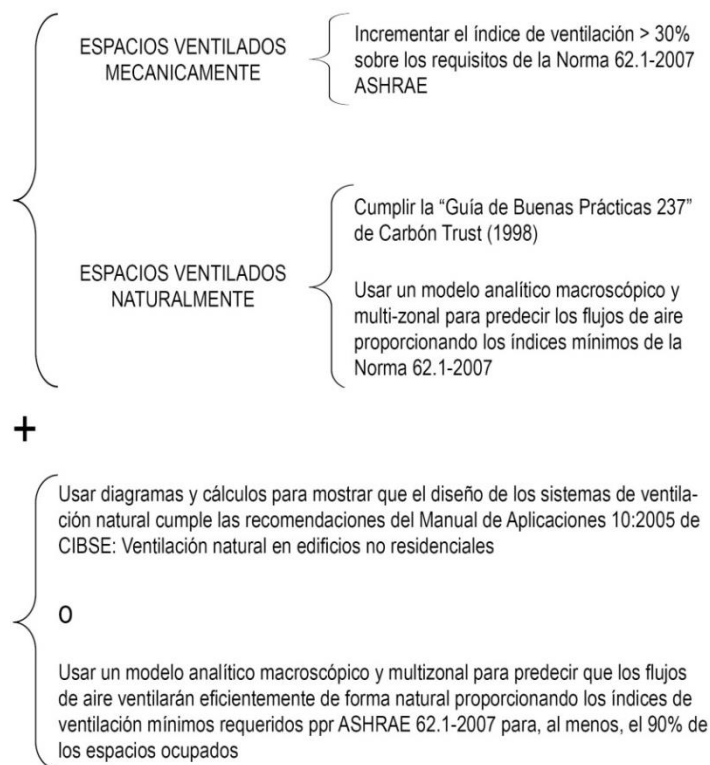 ESPACIOS VENTILADOS
MECANICAMENTE
Incrementar el índice de ventilación > 30%
sobre los requisitos de la Norma 62.1-2007
ASHRAE
ESPACIOS VENTILADOS
NATURALMENTE
Cumplir la “Guía de Buenas Prácticas 237”
de Carbón Trust (1998)
Usar un modelo analítico macroscópico y
multi-zonal para predecir los flujos de aire
proporcionando los índices mínimos de la
Norma 62.1-2007
+
Usar diagramas y cálculos para mostrar que el diseño de los sistemas de ventila-
ción natural cumple las recomendaciones del Manual de Aplicaciones 10:2005 de
CIBSE: Ventilación natural en edificios no residenciales
O
Usar un modelo analítico macroscópico y multizonal para predecir que los flujos
de aire ventilarán eficientemente de forma natural proporcionando los índices de
ventilación mínimos requeridos ppr ASHRAE 62.1-2007 para, al menos, el 90% de
los espacios ocupados